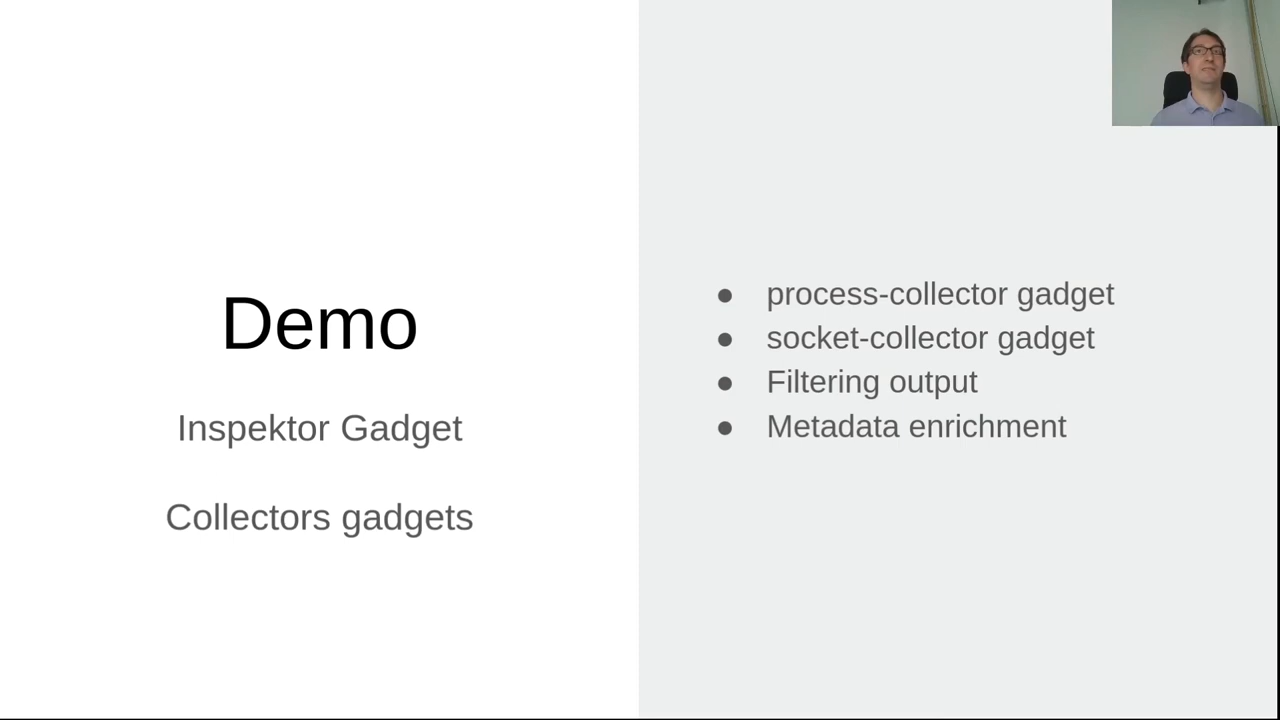 Demo
Inspektor Gadget
Collectors gadgets
● process-collector gadget
● socket-collector gadget
● Filtering output
● Metadata enrichment